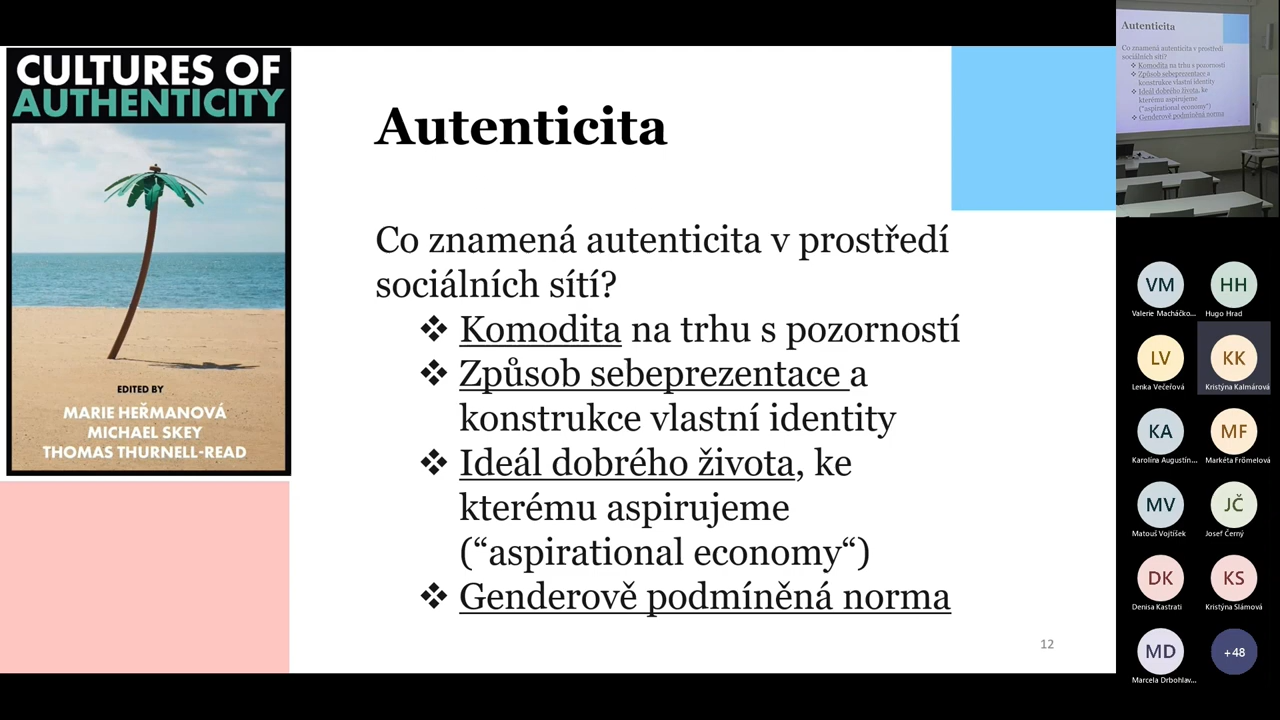 CULTURES OF
AUTHENTICITY
EDITED BY
MARIE HEŘMANOVÁ
MICHAEL SKEY
THOMAS THURNELL-READ
Autenticita
Co znamená autenticita v prostředí
sociálních sítí?
❖ Komodita na trhu s pozorností
❖ Způsob sebeprezentace a
konstrukce vlastní identity
❖ Ideál dobrého života, ke
kterému aspirujeme
(“aspirational economy“)
❖ Genderově podmíněná norma
12
Autenticita
Co znamená autenticita v prostředí
sociálních sítí?
❖ Komodita na trhu s pozorností
❖ Způsob sebeprezentace a
konstrukce vlastní identity
❖ Ideál dobrého života, ke
kterému aspirujeme
("aspirational economy")
❖ Genderově podmíněná norma
VM
Valerie Macháčko...
HH
Hugo Hrad
LV
Lenka Večeřová
KK
Kristýna Kalmárová
KA
Karolína Augustín...
MF
Markéta Frömelová
MV
Matouš Vojtíšek
JČ
Josef Černý
DK
Denisa Kastrati
KS
Kristýna Slámová
MD
Marcela Drbohlav...
+48